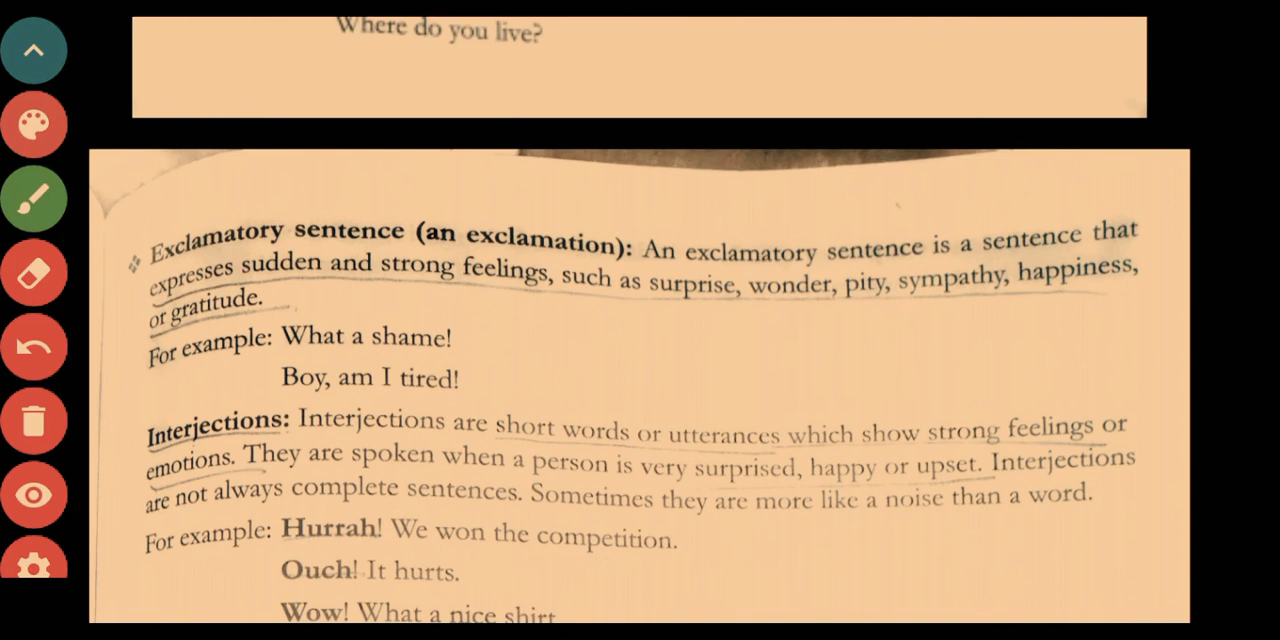 Where do you live?
Exclamatory sentence (an exclamation): An exclamatory sentence is a sentence that
expresses sudden and strong feelings, such as surprise, wonder, pity, sympathy, happiness,
or gratitude.
For example: What a shame!
Boy, am I tired!
Interjections: Interjections are short words or utterances which show strong feelings or
emotions. They are spoken when a person is very surprised, happy or upset. Interjections
are not always complete sentences. Sometimes they are more like a noise than a word.
For example: Hurrah! We won the competition.
Ouch! It hurts.
Wow! What a nice shirt